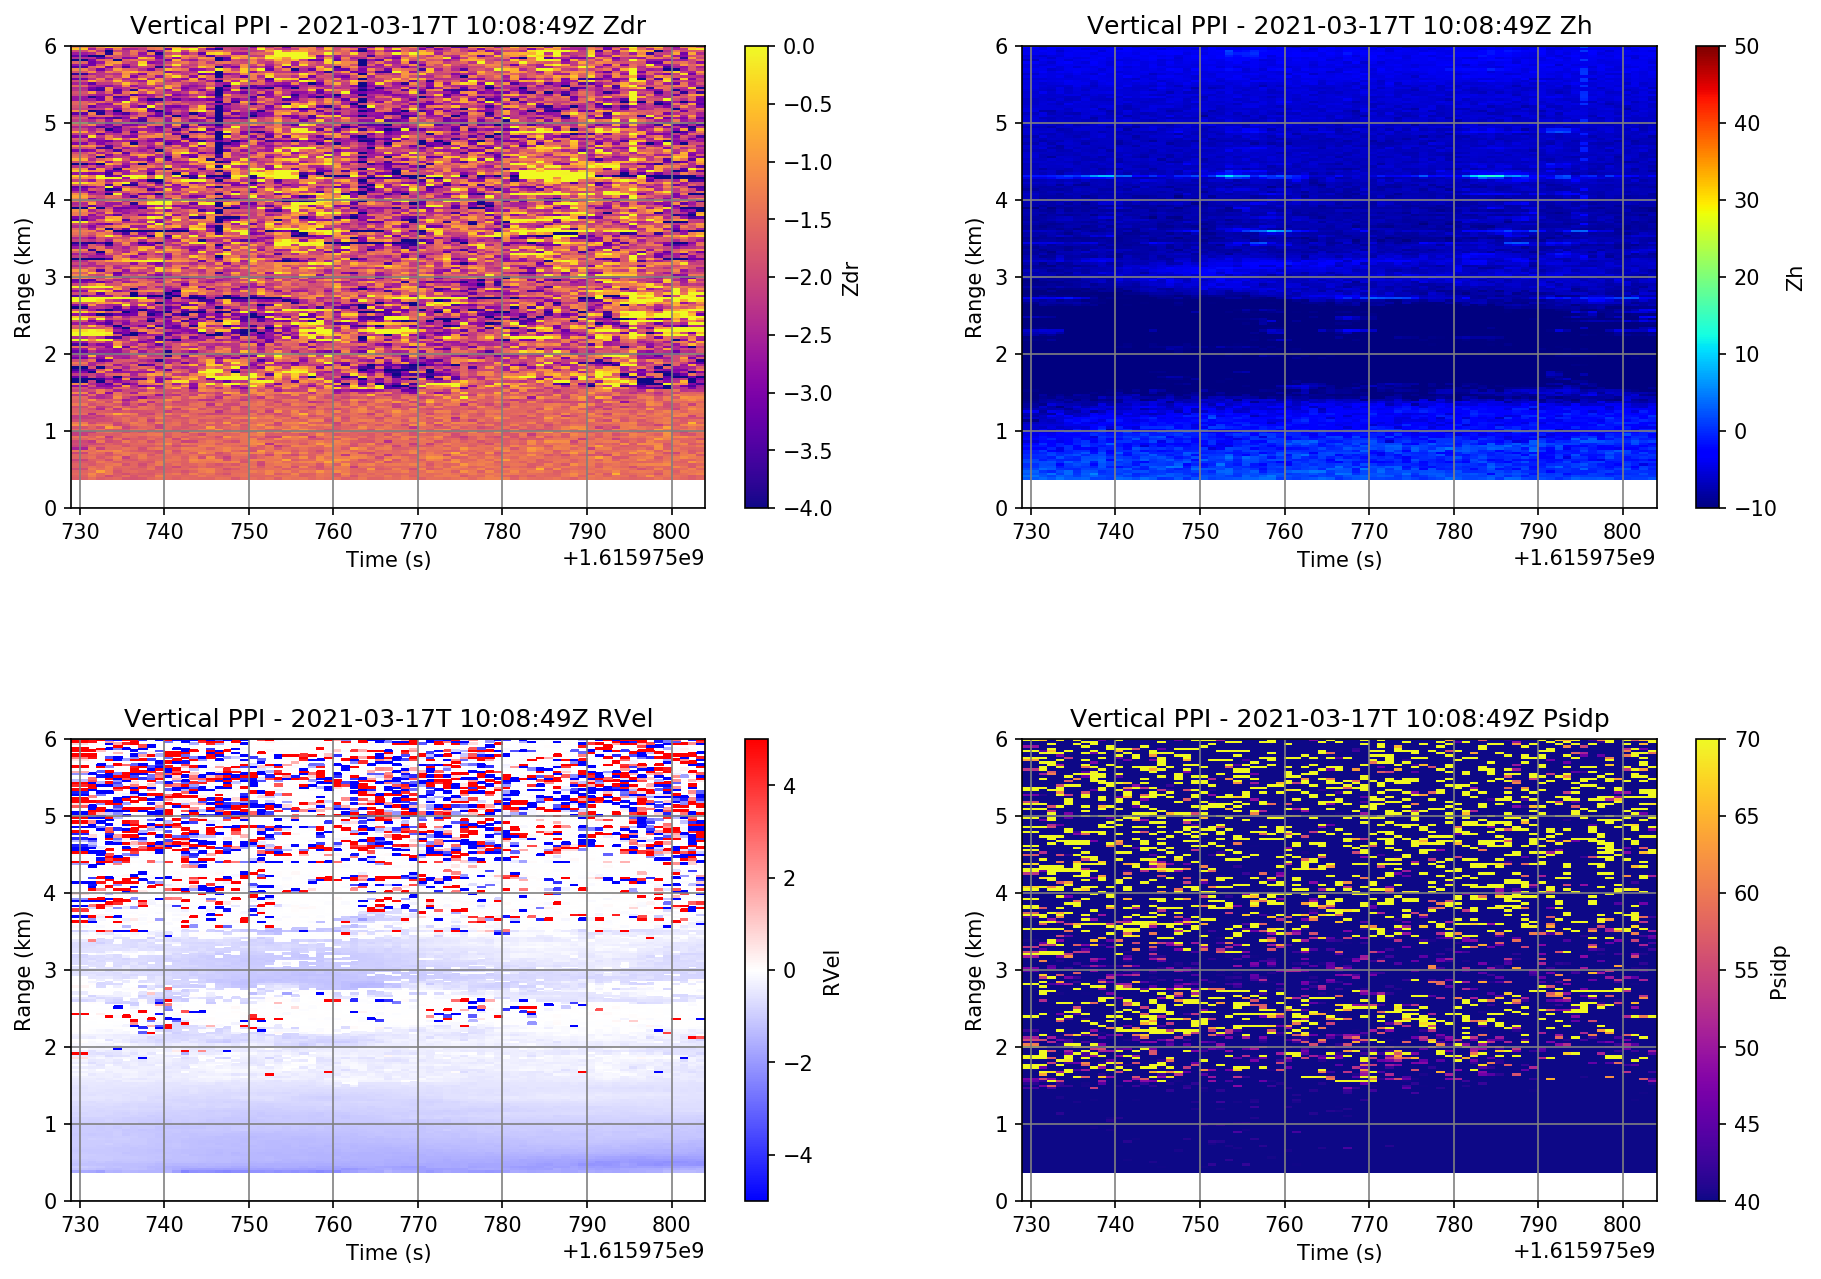 Vertical PPI - 2021-03-17T 10:08:49Z Zdr
6
5
4
3
2
1
0
Range (km)
730 740 750 760 770 780 790 800
Time (s)
+1.615975e9
0.0
−0.5
−1.0
−1.5
−2.0
−2.5
−3.0
−3.5
−4.0
Zdr
Vertical PPI - 2021-03-17T 10:08:49Z Zh
6
5
4
3
2
1
0
Range (km)
730 740 750 760 770 780 790 800
Time (s)
+1.615975e9
50
40
30
20
10
0
−10
Zh
Vertical PPI - 2021-03-17T 10:08:49Z RVel
6
5
4
3
2
1
0
Range (km)
730 740 750 760 770 780 790 800
Time (s)
+1.615975e9
4
2
0
−2
−4
RVel
Vertical PPI - 2021-03-17T 10:08:49Z Psidp
6
5
4
3
2
1
0
Range (km)
730 740 750 760 770 780 790 800
Time (s)
+1.615975e9
70
65
60
55
50
45
40
Psidp